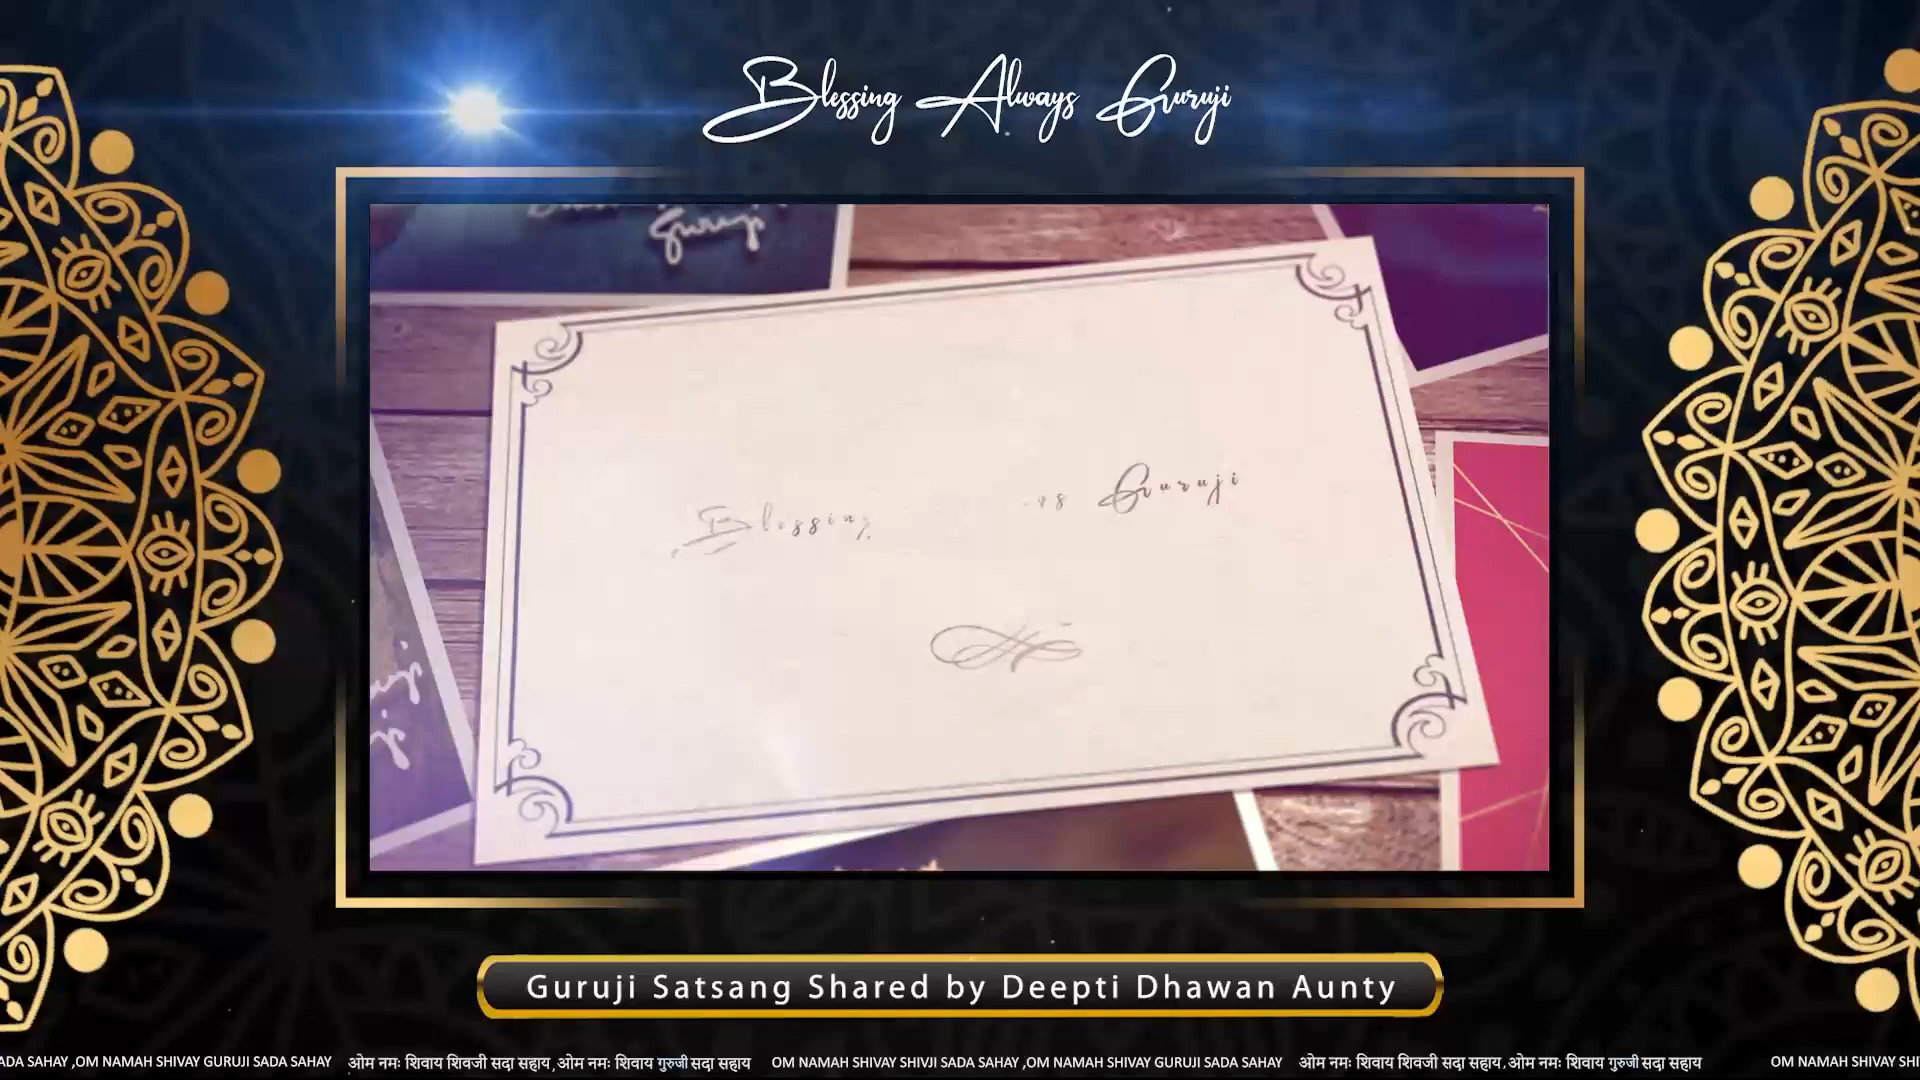 Blessing Always Guruji
Guruji
Blessing Guruji
Guruji Satsang Shared by Deepti Dhawan Aunty
SADA SAHAY ,OM NAMAH SHIVAY GURUJI SADA SAHAY ओम नमः शिवाय शिवजी सदा सहाय ,ओम नमः शिवाय गुरुजी सदा सहाय OM NAMAH SHIVAY SHIVJI SADA SAHAY ,OM NAMAH SHIVAY GURUJI SADA SAHAY ओम नमः शिवाय शिवजी सदा सहाय ,ओम नमः शिवाय गुरुजी सदा सहाय OM NAMAH SHIVAY